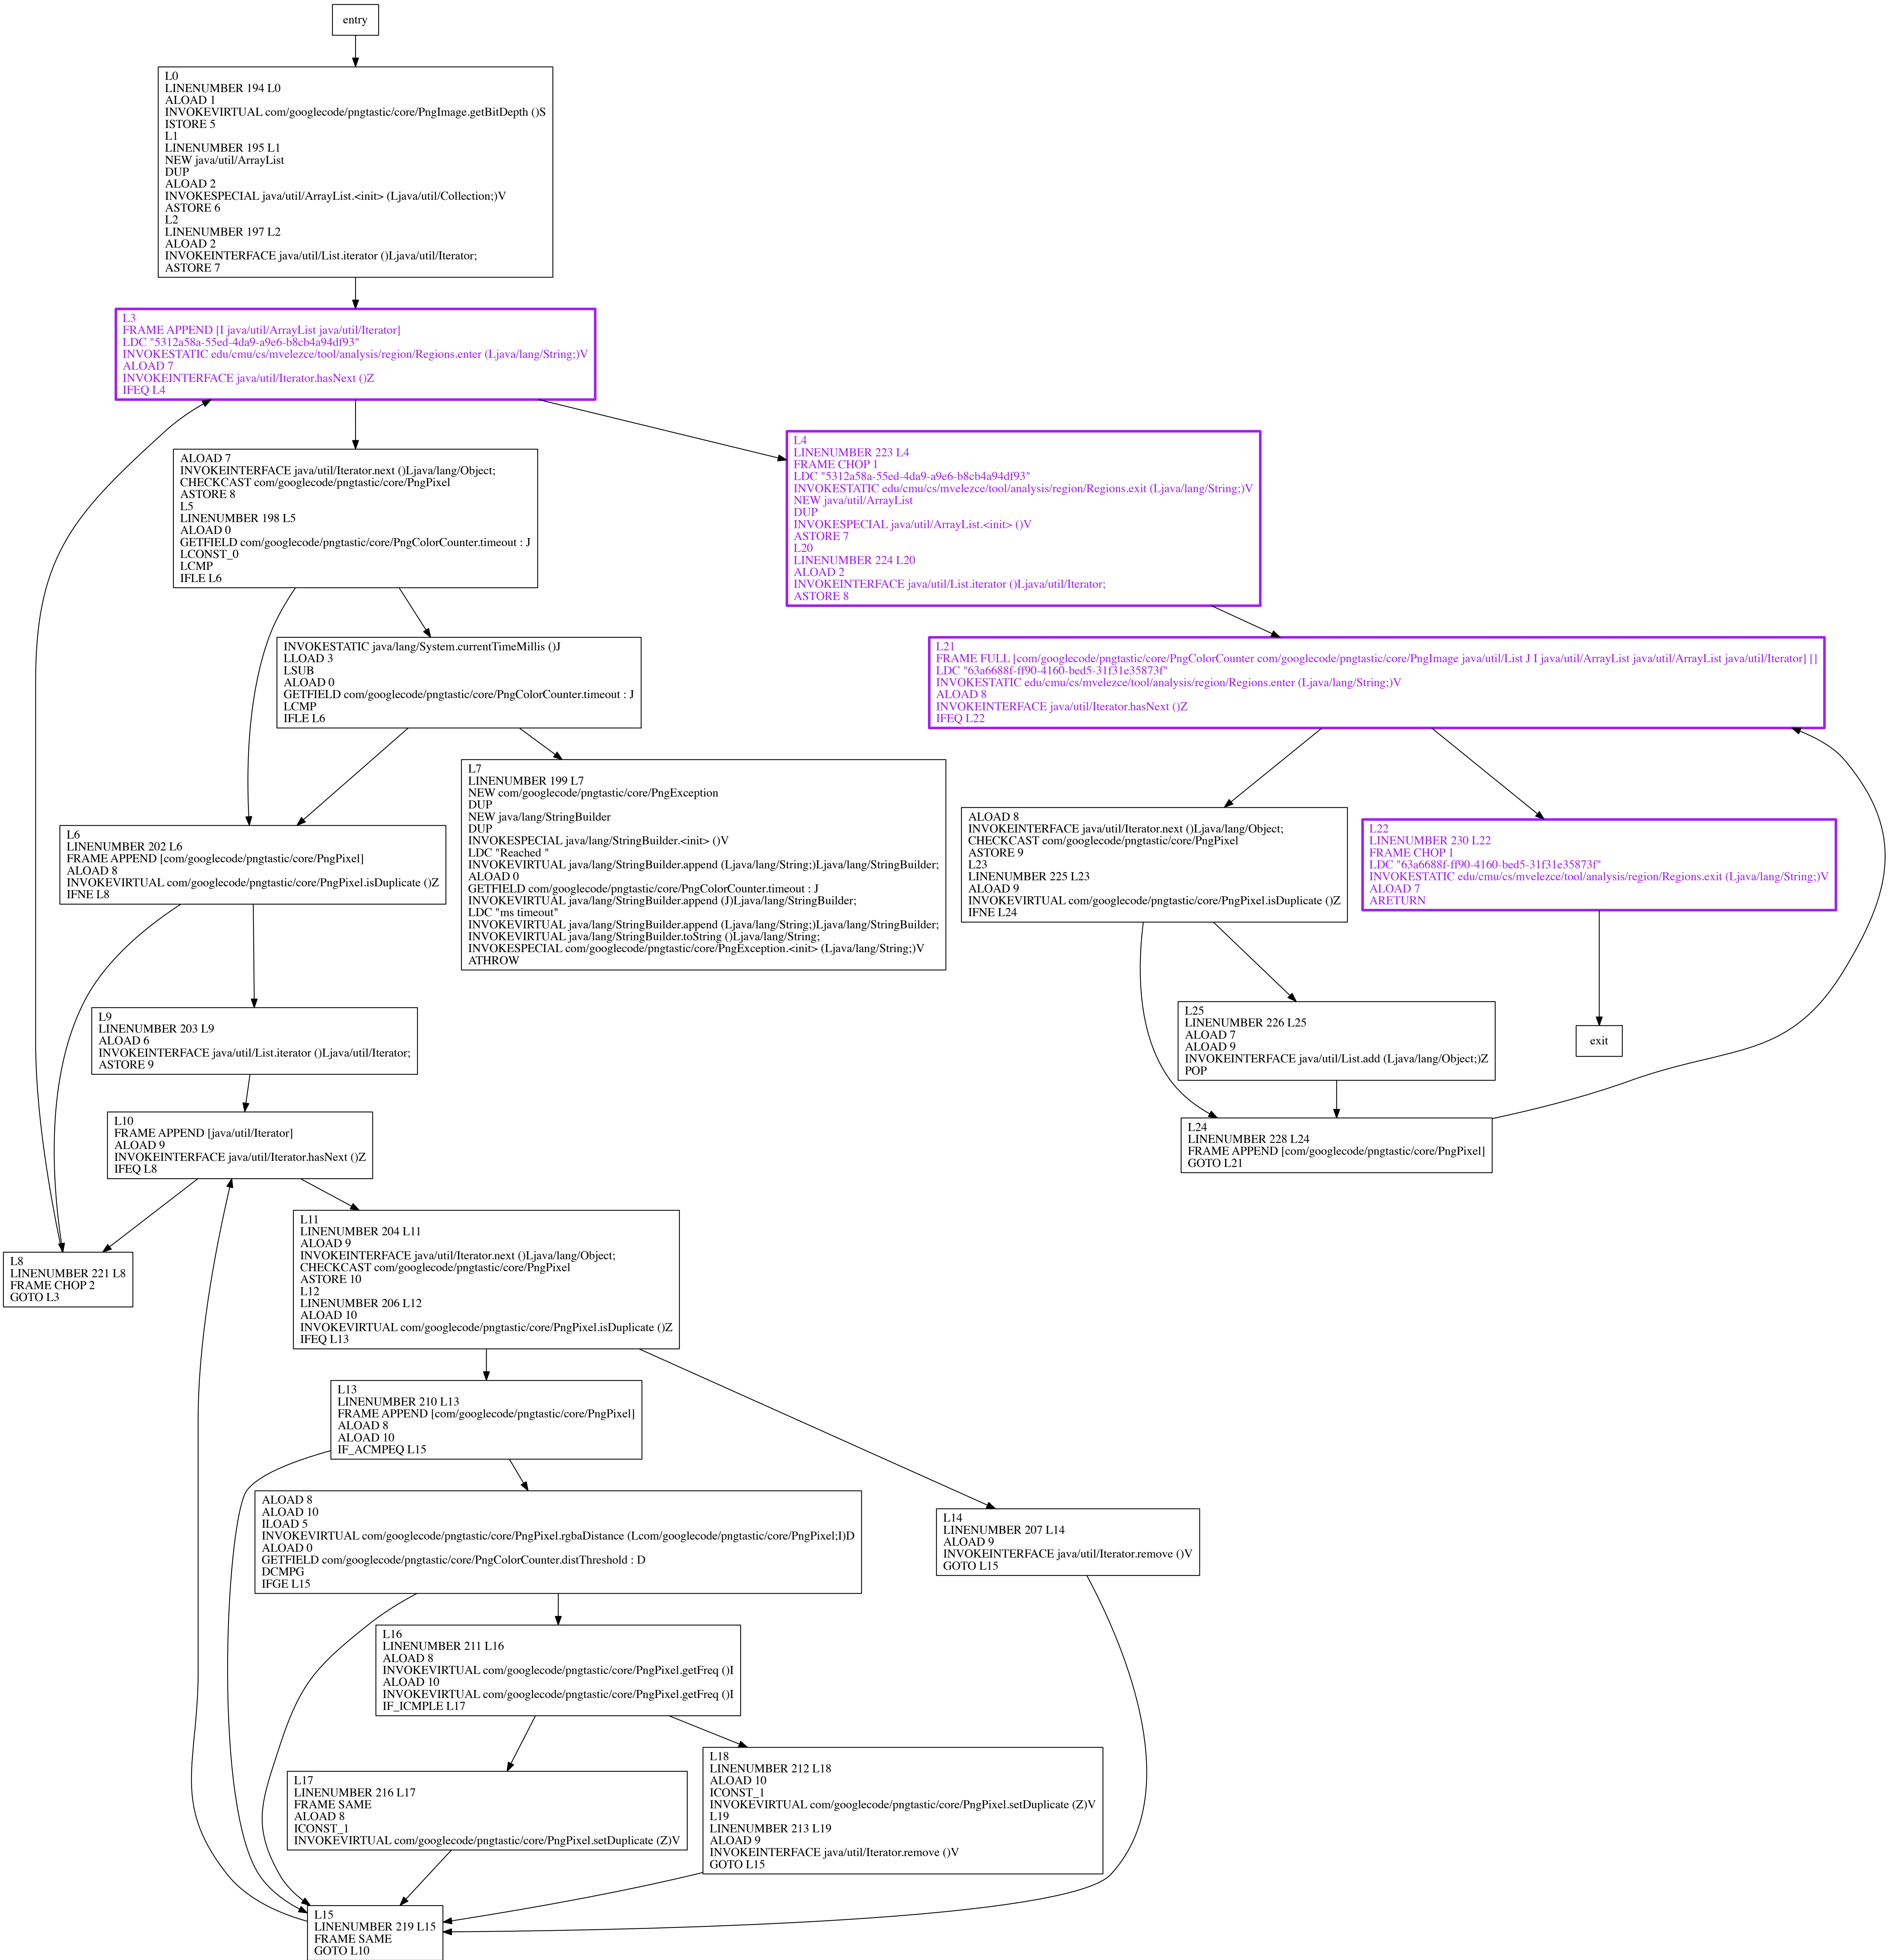 entry
L0
LINENUMBER 194 L0
ALOAD 1
INVOKEVIRTUAL com/googlecode/pngtastic/core/PngImage.getBitDepth ()S
ISTORE 5
L1
LINENUMBER 195 L1
NEW java/util/ArrayList
DUP
ALOAD 2
INVOKESPECIAL java/util/ArrayList.<init> (Ljava/util/Collection;)V
ASTORE 6
L2
LINENUMBER 197 L2
ALOAD 2
INVOKEINTERFACE java/util/List.iterator ()Ljava/util/Iterator;
ASTORE 7
L3
FRAME APPEND [I java/util/ArrayList java/util/Iterator]
LDC "5312a58a-55ed-4da9-a9e6-b8cb4a94df93"
INVOKESTATIC edu/cmu/cs/mvelezce/tool/analysis/region/Regions.enter (Ljava/lang/String;)V
ALOAD 7
INVOKEINTERFACE java/util/Iterator.hasNext ()Z
IFEQ L4
ALOAD 7
INVOKEINTERFACE java/util/Iterator.next ()Ljava/lang/Object;
CHECKCAST com/googlecode/pngtastic/core/PngPixel
ASTORE 8
L5
LINENUMBER 198 L5
ALOAD 0
GETFIELD com/googlecode/pngtastic/core/PngColorCounter.timeout : J
LCONST_0
LCMP
IFLE L6
L4
LINENUMBER 223 L4
FRAME CHOP 1
LDC "5312a58a-55ed-4da9-a9e6-b8cb4a94df93"
INVOKESTATIC edu/cmu/cs/mvelezce/tool/analysis/region/Regions.exit (Ljava/lang/String;)V
NEW java/util/ArrayList
DUP
INVOKESPECIAL java/util/ArrayList.<init> ()V
ASTORE 7
L20
LINENUMBER 224 L20
ALOAD 2
INVOKEINTERFACE java/util/List.iterator ()Ljava/util/Iterator;
ASTORE 8
INVOKESTATIC java/lang/System.currentTimeMillis ()J
LLOAD 3
LSUB
ALOAD 0
GETFIELD com/googlecode/pngtastic/core/PngColorCounter.timeout : J
LCMP
IFLE L6
L21
FRAME FULL [com/googlecode/pngtastic/core/PngColorCounter com/googlecode/pngtastic/core/PngImage java/util/List J I java/util/ArrayList java/util/ArrayList java/util/Iterator] []
LDC "63a6688f-ff90-4160-bed5-31f31e35873f"
INVOKESTATIC edu/cmu/cs/mvelezce/tool/analysis/region/Regions.enter (Ljava/lang/String;)V
ALOAD 8
INVOKEINTERFACE java/util/Iterator.hasNext ()Z
IFEQ L22
L7
LINENUMBER 199 L7
NEW com/googlecode/pngtastic/core/PngException
DUP
NEW java/lang/StringBuilder
DUP
INVOKESPECIAL java/lang/StringBuilder.<init> ()V
LDC "Reached "
INVOKEVIRTUAL java/lang/StringBuilder.append (Ljava/lang/String;)Ljava/lang/StringBuilder;
ALOAD 0
GETFIELD com/googlecode/pngtastic/core/PngColorCounter.timeout : J
INVOKEVIRTUAL java/lang/StringBuilder.append (J)Ljava/lang/StringBuilder;
LDC "ms timeout"
INVOKEVIRTUAL java/lang/StringBuilder.append (Ljava/lang/String;)Ljava/lang/StringBuilder;
INVOKEVIRTUAL java/lang/StringBuilder.toString ()Ljava/lang/String;
INVOKESPECIAL com/googlecode/pngtastic/core/PngException.<init> (Ljava/lang/String;)V
ATHROW
L6
LINENUMBER 202 L6
FRAME APPEND [com/googlecode/pngtastic/core/PngPixel]
ALOAD 8
INVOKEVIRTUAL com/googlecode/pngtastic/core/PngPixel.isDuplicate ()Z
IFNE L8
ALOAD 8
INVOKEINTERFACE java/util/Iterator.next ()Ljava/lang/Object;
CHECKCAST com/googlecode/pngtastic/core/PngPixel
ASTORE 9
L23
LINENUMBER 225 L23
ALOAD 9
INVOKEVIRTUAL com/googlecode/pngtastic/core/PngPixel.isDuplicate ()Z
IFNE L24
L22
LINENUMBER 230 L22
FRAME CHOP 1
LDC "63a6688f-ff90-4160-bed5-31f31e35873f"
INVOKESTATIC edu/cmu/cs/mvelezce/tool/analysis/region/Regions.exit (Ljava/lang/String;)V
ALOAD 7
ARETURN
L9
LINENUMBER 203 L9
ALOAD 6
INVOKEINTERFACE java/util/List.iterator ()Ljava/util/Iterator;
ASTORE 9
L25
LINENUMBER 226 L25
ALOAD 7
ALOAD 9
INVOKEINTERFACE java/util/List.add (Ljava/lang/Object;)Z
POP
exit
L10
FRAME APPEND [java/util/Iterator]
ALOAD 9
INVOKEINTERFACE java/util/Iterator.hasNext ()Z
IFEQ L8
L24
LINENUMBER 228 L24
FRAME APPEND [com/googlecode/pngtastic/core/PngPixel]
GOTO L21
L8
LINENUMBER 221 L8
FRAME CHOP 2
GOTO L3
L11
LINENUMBER 204 L11
ALOAD 9
INVOKEINTERFACE java/util/Iterator.next ()Ljava/lang/Object;
CHECKCAST com/googlecode/pngtastic/core/PngPixel
ASTORE 10
L12
LINENUMBER 206 L12
ALOAD 10
INVOKEVIRTUAL com/googlecode/pngtastic/core/PngPixel.isDuplicate ()Z
IFEQ L13
L13
LINENUMBER 210 L13
FRAME APPEND [com/googlecode/pngtastic/core/PngPixel]
ALOAD 8
ALOAD 10
IF_ACMPEQ L15
ALOAD 8
ALOAD 10
ILOAD 5
INVOKEVIRTUAL com/googlecode/pngtastic/core/PngPixel.rgbaDistance (Lcom/googlecode/pngtastic/core/PngPixel;I)D
ALOAD 0
GETFIELD com/googlecode/pngtastic/core/PngColorCounter.distThreshold : D
DCMPG
IFGE L15
L14
LINENUMBER 207 L14
ALOAD 9
INVOKEINTERFACE java/util/Iterator.remove ()V
GOTO L15
L16
LINENUMBER 211 L16
ALOAD 8
INVOKEVIRTUAL com/googlecode/pngtastic/core/PngPixel.getFreq ()I
ALOAD 10
INVOKEVIRTUAL com/googlecode/pngtastic/core/PngPixel.getFreq ()I
IF_ICMPLE L17
L17
LINENUMBER 216 L17
FRAME SAME
ALOAD 8
ICONST_1
INVOKEVIRTUAL com/googlecode/pngtastic/core/PngPixel.setDuplicate (Z)V
L18
LINENUMBER 212 L18
ALOAD 10
ICONST_1
INVOKEVIRTUAL com/googlecode/pngtastic/core/PngPixel.setDuplicate (Z)V
L19
LINENUMBER 213 L19
ALOAD 9
INVOKEINTERFACE java/util/Iterator.remove ()V
GOTO L15
L15
LINENUMBER 219 L15
FRAME SAME
GOTO L10